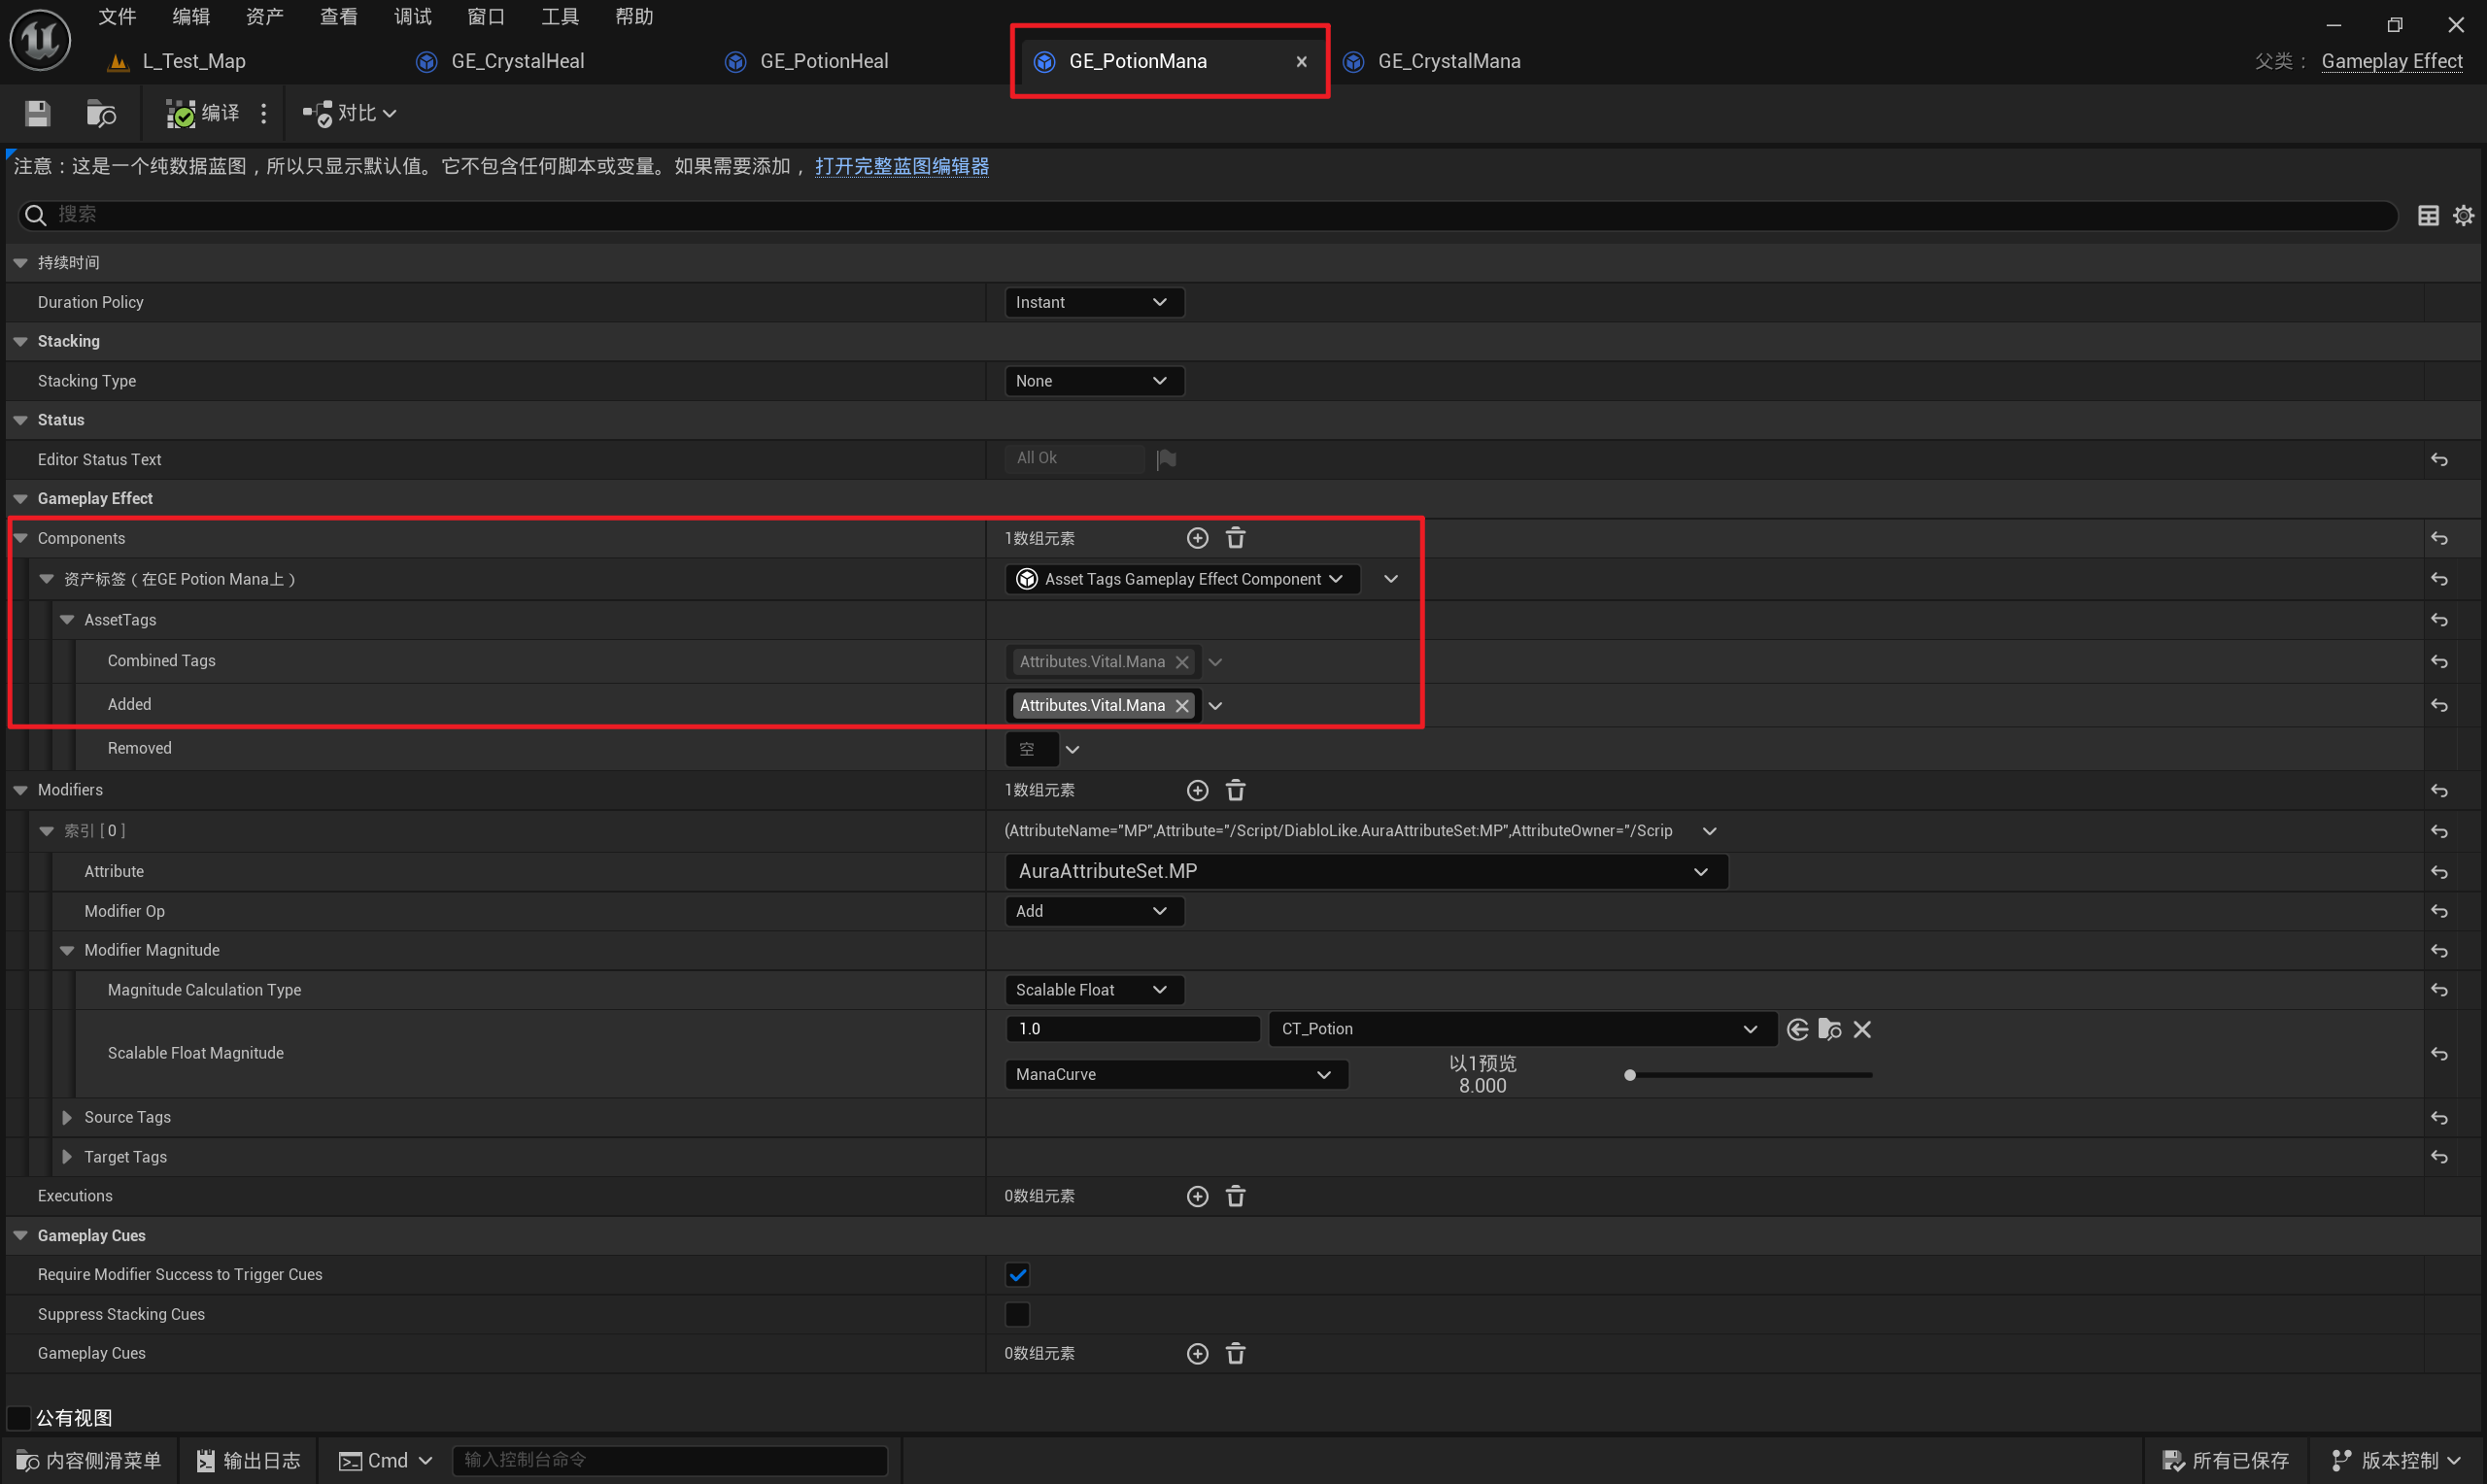 文件 编辑 资产 查看 调试 窗口 工具 帮助
L_Test_Map GE_CrystalHeal GE_PotionHeal GE_PotionMana GE_CrystalMana 父类： Gameplay Effect
编译 对比
注意：这是一个纯数据蓝图，所以只显示默认值。它不包含任何脚本或变量。如果需要添加， 打开完整蓝图编辑器
搜索
持续时间
Duration Policy Instant
Stacking
Stacking Type None
Status
Editor Status Text All Ok
Gameplay Effect
Components 1数组元素
资产标签（在GE Potion Mana上） Asset Tags Gameplay Effect Component
AssetTags
Combined Tags Attributes.Vital.Mana
Added Attributes.Vital.Mana
Removed 空
Modifiers 1数组元素
索引 [ 0 ] (AttributeName="MP",Attribute="/Script/DiabloLike.AuraAttributeSet:MP",AttributeOwner="/Scrip
Attribute AuraAttributeSet.MP
Modifier Op Add
Modifier Magnitude
Magnitude Calculation Type Scalable Float
Scalable Float Magnitude 1.0 CT_Potion
ManaCurve 以1预览
8.000
Source Tags
Target Tags
Executions 0数组元素
Gameplay Cues
Require Modifier Success to Trigger Cues
Suppress Stacking Cues
Gameplay Cues 0数组元素
公有视图
内容侧滑菜单 输出日志 Cmd 输入控制台命令 所有已保存 版本控制